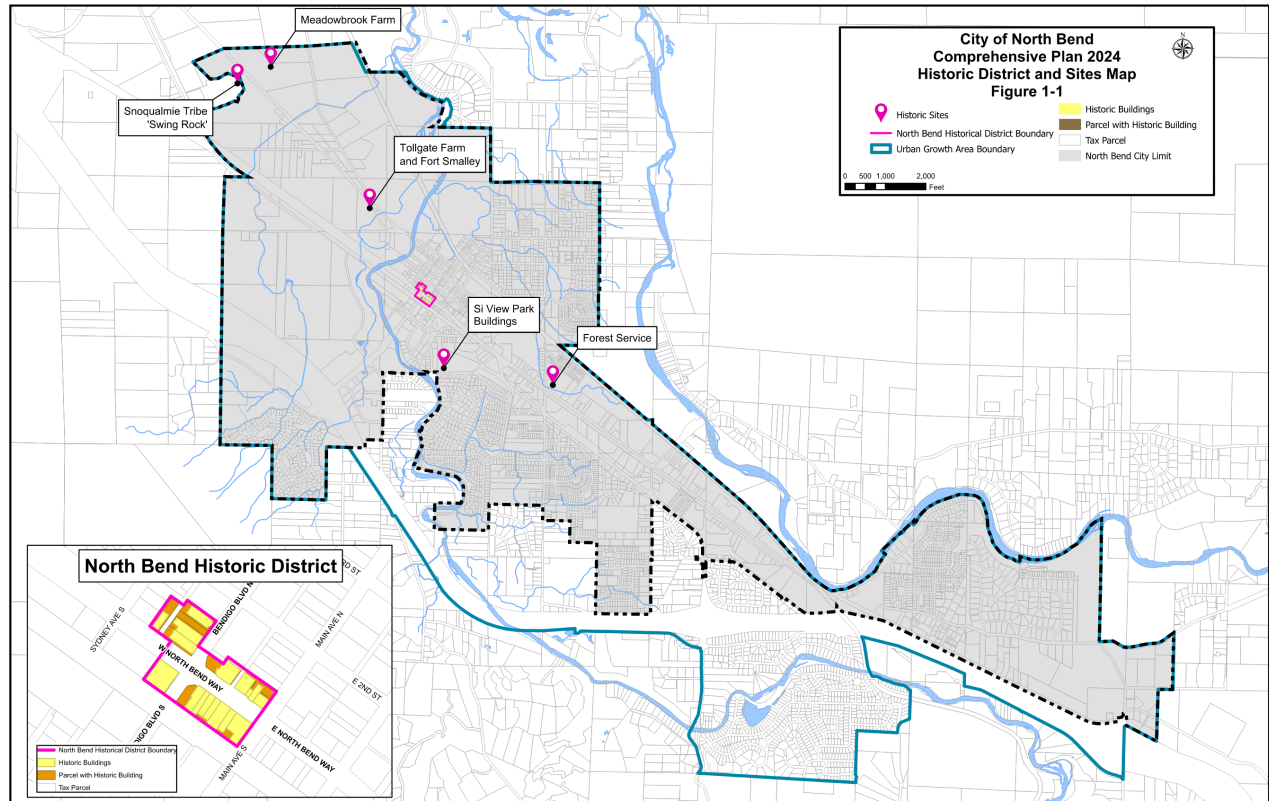 Meadowbrook Farm
Snoqualmie Tribe
'Swing Rock'
Tollgate Farm
and Fort Smalley
Si View Park
Buildings
Forest Service
City of North Bend
Comprehensive Plan 2024
Historic District and Sites Map
Figure 1-1
Historic Sites
North Bend Historical District Boundary
Urban Growth Area Boundary
Historic Buildings
Parcel with Historic Building
Tax Parcel
North Bend City Limit
0 500 1,000 2,000
Feet
North Bend Historic District
RD ST
BENDIGO BLVD N
SYDNEY AVE S
MAIN AVE N
W NORTH BEND WAY
E 2ND ST
DIGO BLVD S
E NORTH BEND WAY
MAIN AVE S
North Bend Historical District Boundary
Historic Buildings
Parcel with Historic Building
Tax Parcel